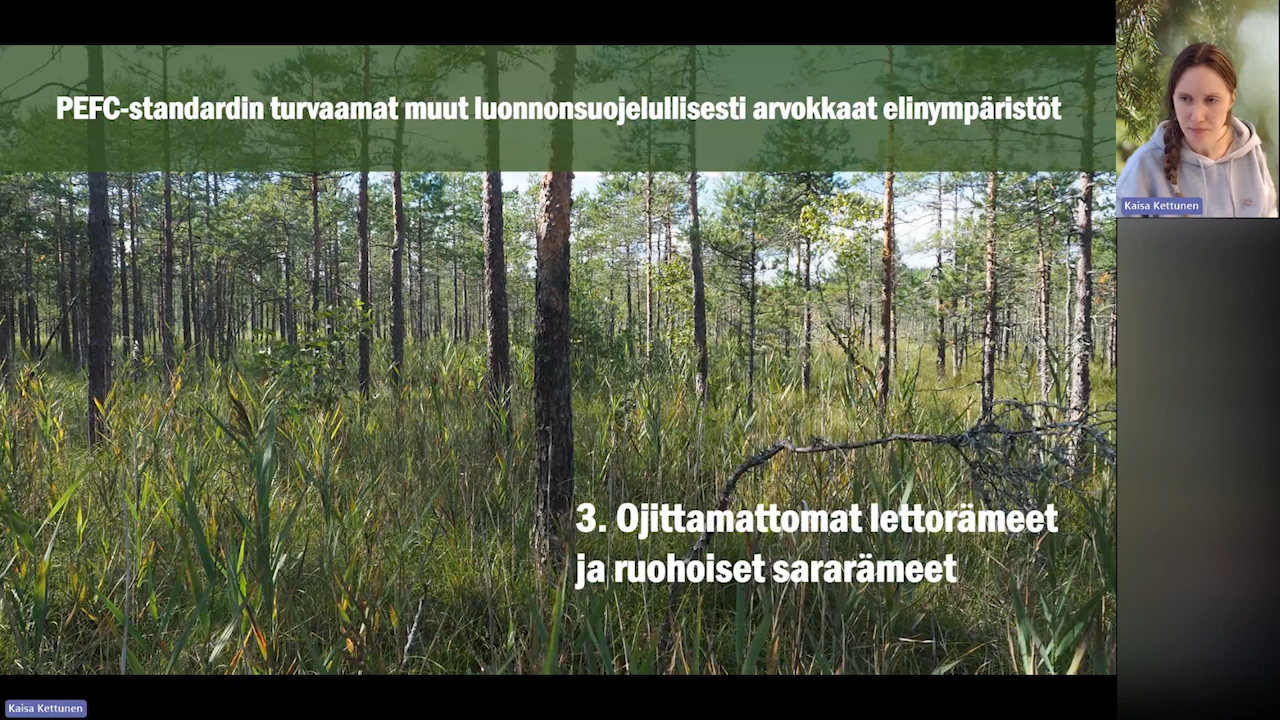 PEFC-standardin turvaamat muut luonnonsuojelullisesti arvokkaat elinympäristöt
3. Ojittamattomat lettorämeet
ja ruohoiset sararämeet
Kaisa Kettunen
Kaisa Kettunen